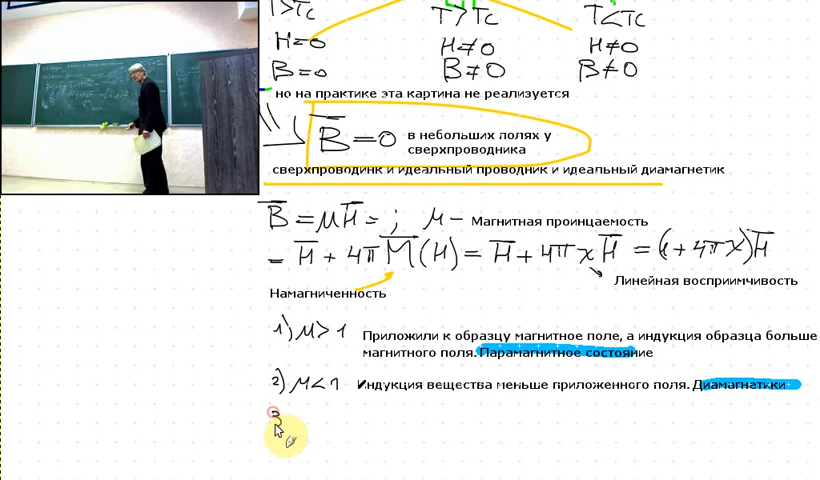 T>Tc T>Tc T<Tc
H=0 H≠0 H≠0
B=0 B≠0 B≠0
но на практике эта картина не реализуется
B̅=0 в небольших полях у
сверхпроводника
сверхпроводинк и идеальный проводник и идеальный диамагнетик
B̅=μH̅= ; μ – Магнитная проинцаемость
= H̅ + 4π M̅(H) = H̅ + 4πχH̅ = (1+4πχ)H̅
Линейная восприимчивость
Намагниченность
1) μ>1 Приложили к образцу магнитное поле, а индукция образца больше
магнитного поля. Парамагнитное состояние
2) μ<1 Индукция вещества меньше приложенного поля. Диамагнетики